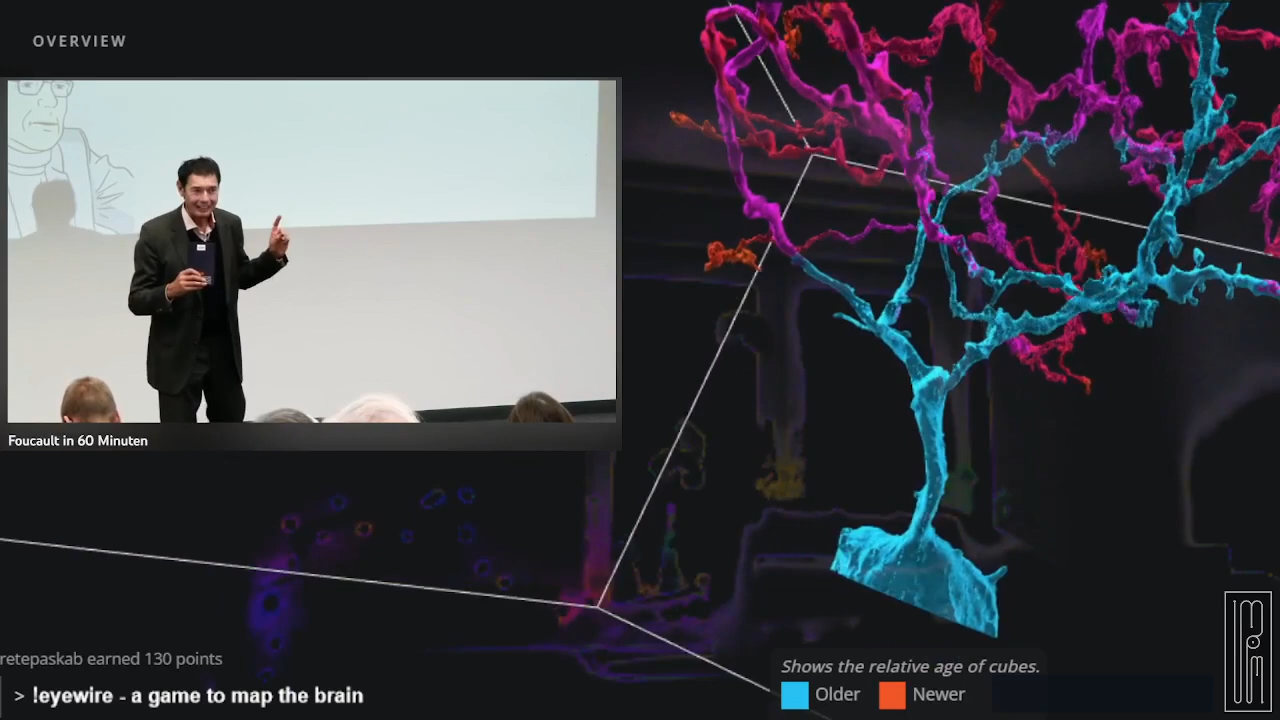 OVERVIEW
Foucault in 60 Minuten
retepaskab earned 130 points
> !eyewire - a game to map the brain
Shows the relative age of cubes.
Older Newer